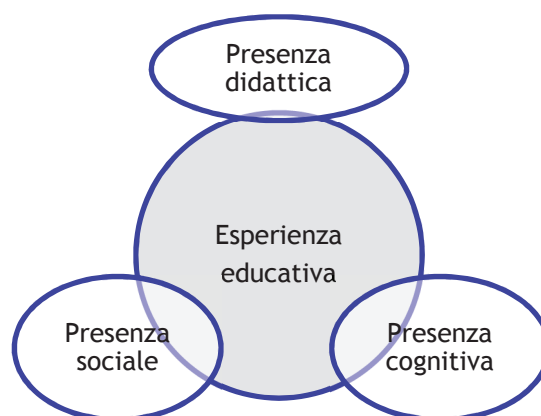 Presenza
didattica
Esperienza
educativa
Presenza
sociale
Presenza
cognitiva